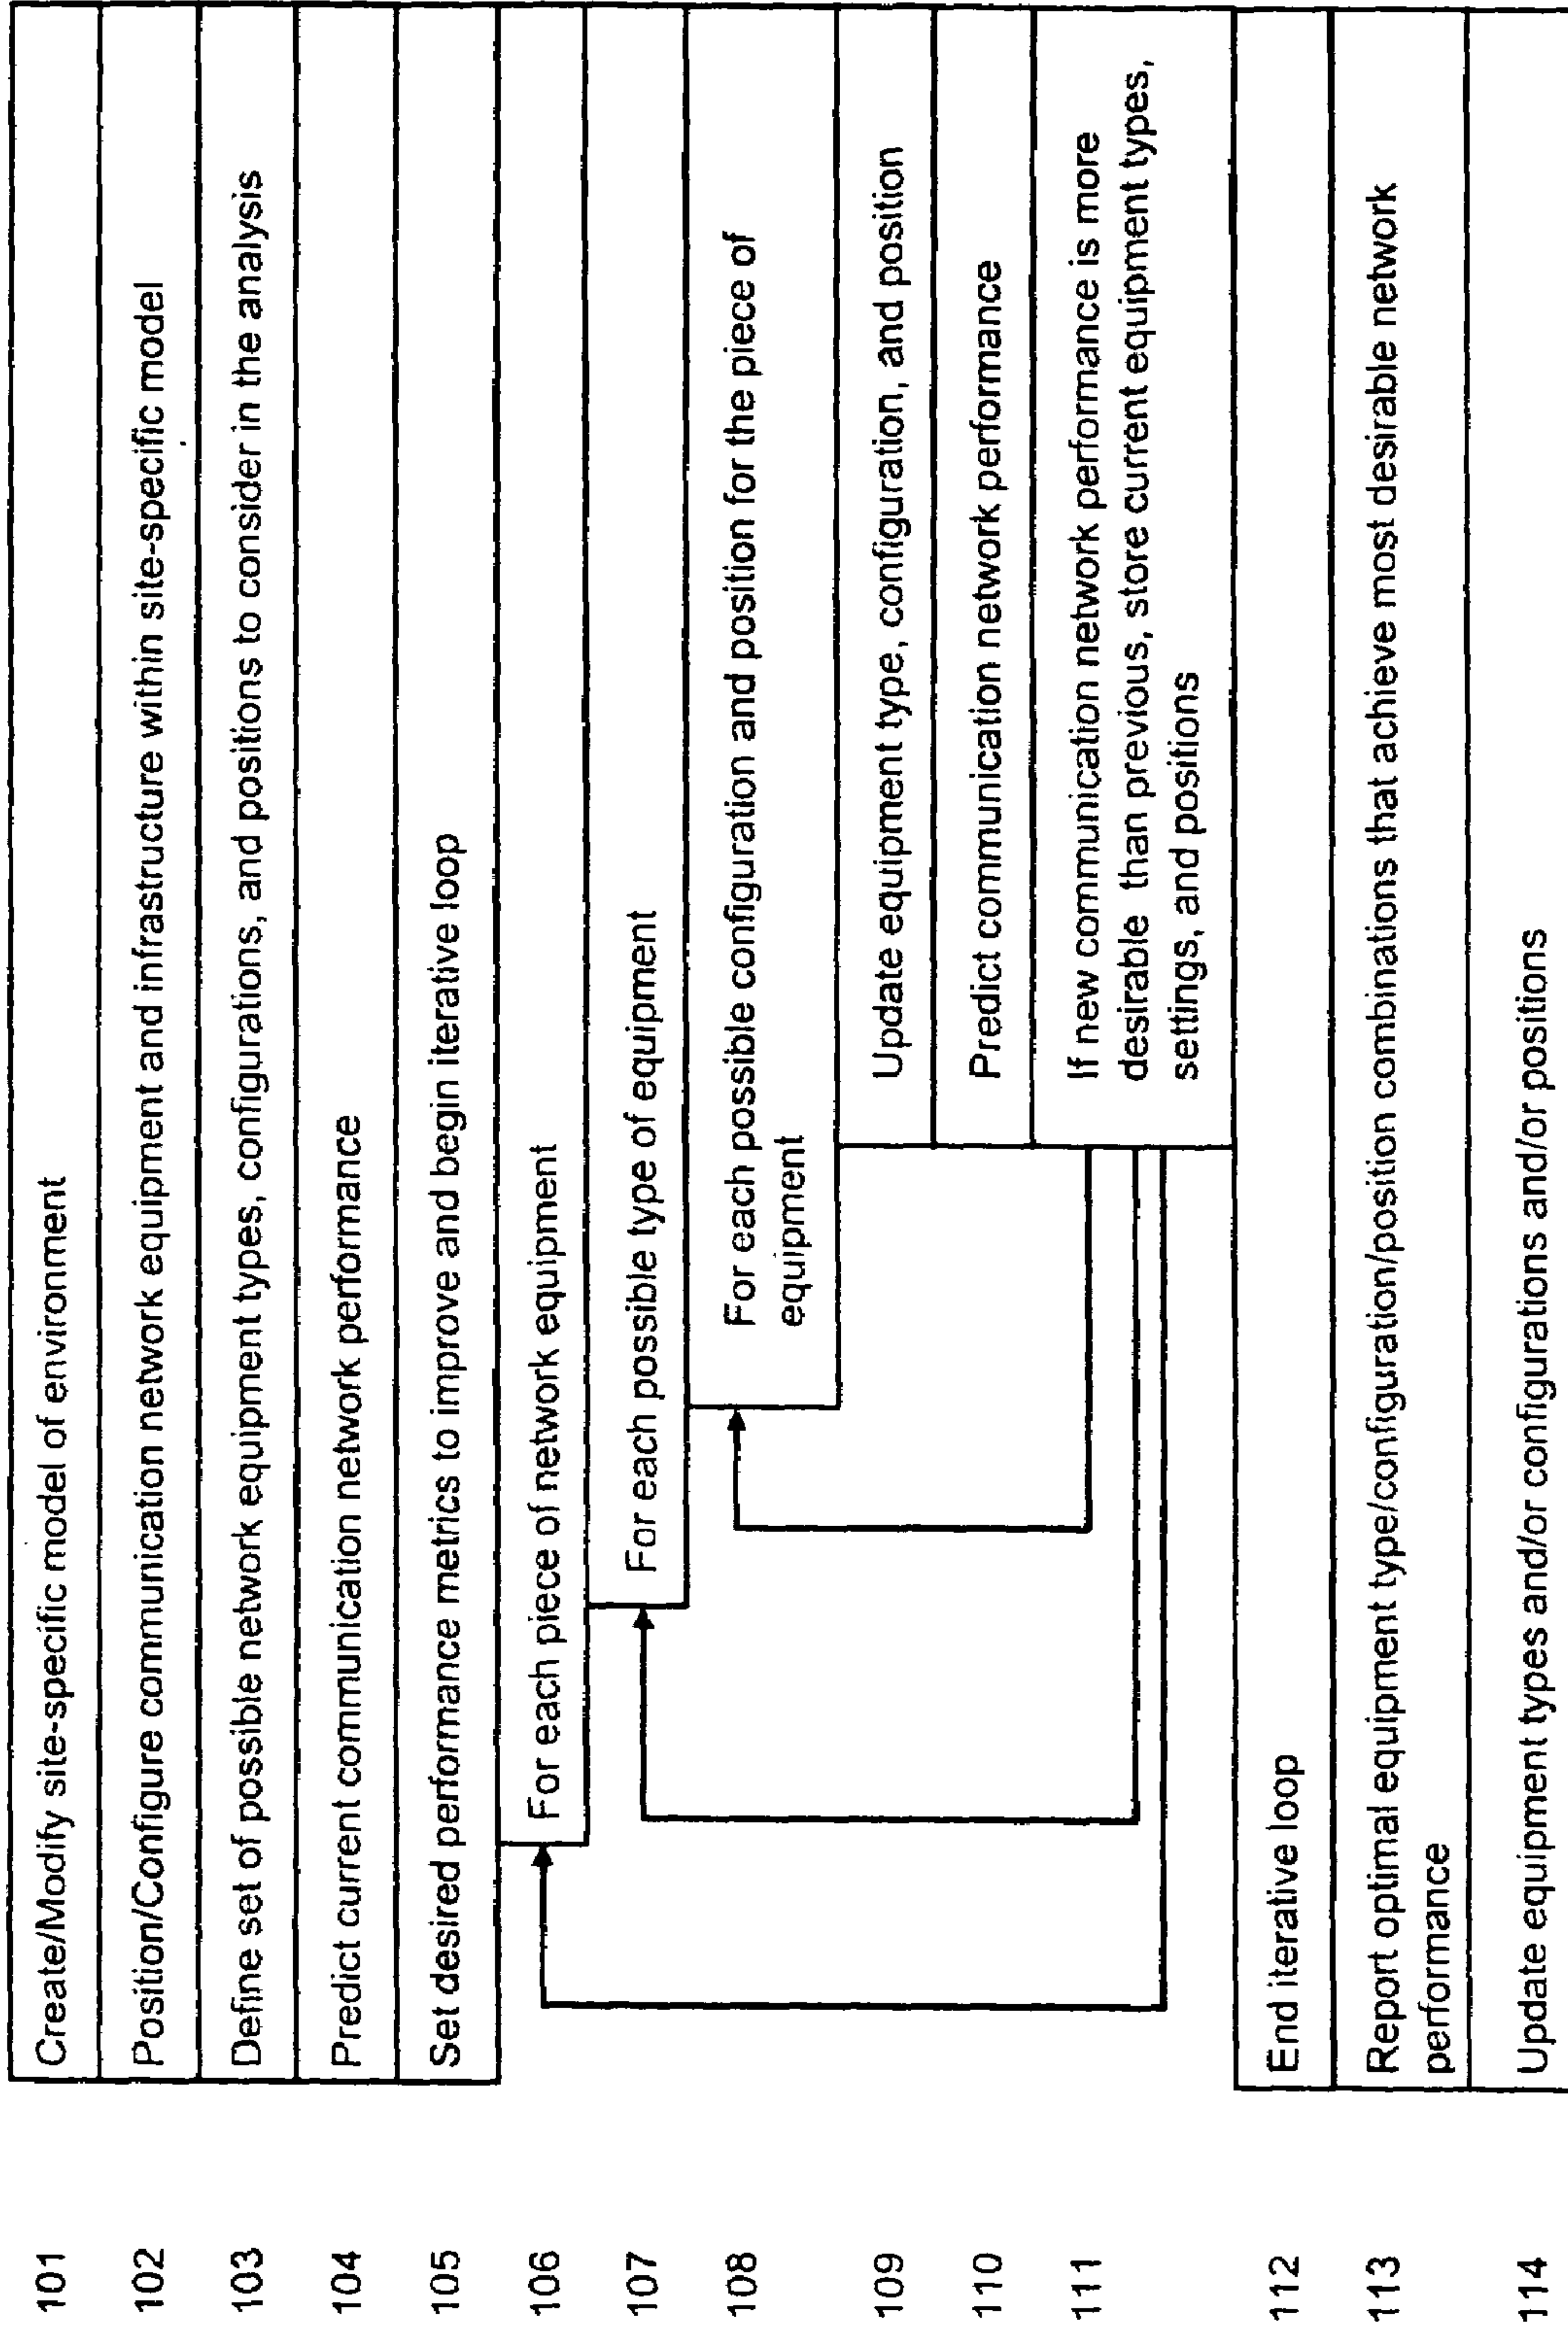 101 Create/Modify site-specific model of environment
102 Position/Configure communication network equipment and infrastructure within site-specific model
103 Define set of possible network equipment types, configurations, and positions to consider in the analysis
104 Predict current communication network performance
105 Set desired performance metrics to improve and begin iterative loop
106 For each piece of network equipment
107 For each possible type of equipment
108 For each possible configuration and position for the piece of
equipment
109 Update equipment type, configuration, and position
110 Predict communication network performance
111 If new communication network performance is more
desirable than previous, store current equipment types,
settings, and positions
112 End iterative loop
113 Report optimal equipment type/configuration/position combinations that achieve most desirable network
performance
114 Update equipment types and/or configurations and/or positions